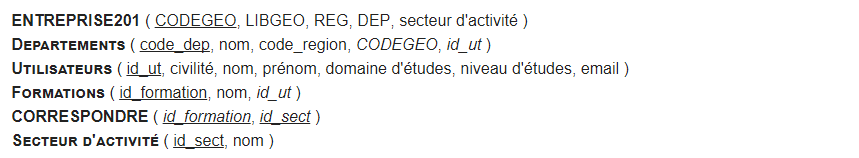 ENTREPRISE201 ( CODEGEO, LIBGEO, REG, DEP, secteur d'activité )
DEPARTEMENTS ( code_dep, nom, code_region, CODEGEO, id_ut )
UTILISATEURS ( id_ut, civilité, nom, prénom, domaine d'études, niveau d'études, email )
FORMATIONS ( id_formation, nom, id_ut )
CORRESPONDRE ( id_formation, id_sect )
SECTEUR D'ACTIVITÉ ( id_sect, nom )